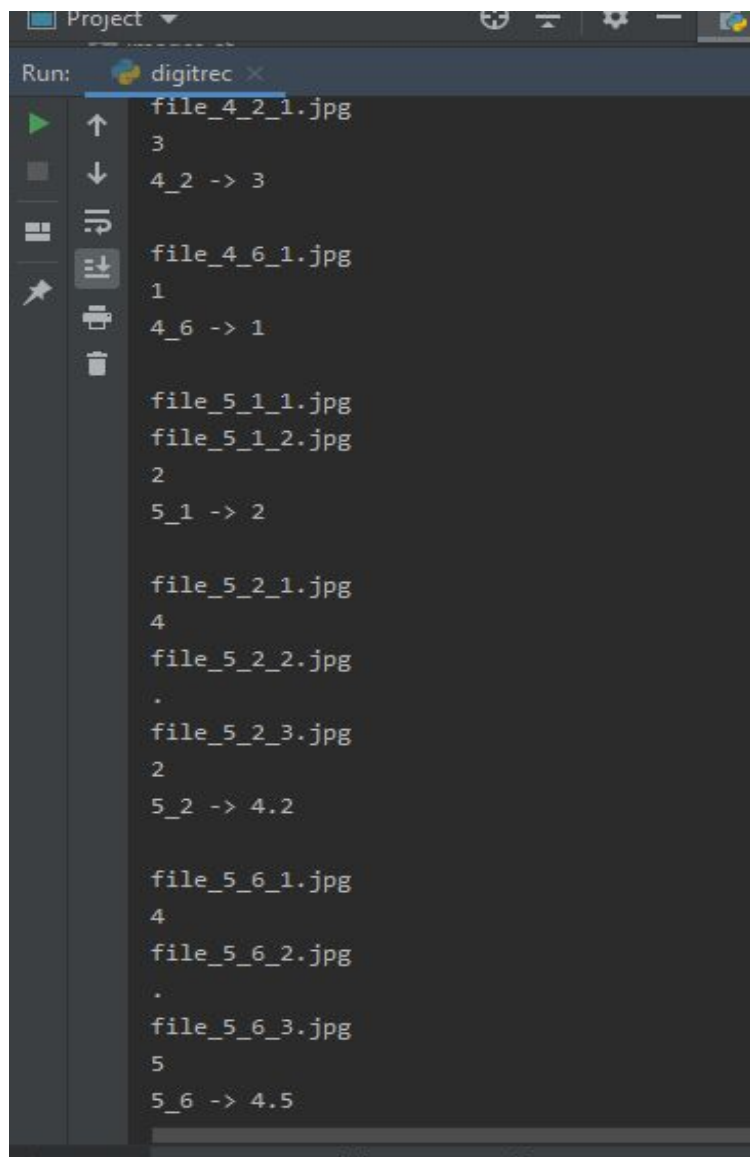 Project
Run: digitrec
file_4_2_1.jpg
3
4_2 -> 3
file_4_6_1.jpg
1
4_6 -> 1
file_5_1_1.jpg
file_5_1_2.jpg
2
5_1 -> 2
file_5_2_1.jpg
4
file_5_2_2.jpg
.
file_5_2_3.jpg
2
5_2 -> 4.2
file_5_6_1.jpg
4
file_5_6_2.jpg
.
file_5_6_3.jpg
5
5_6 -> 4.5